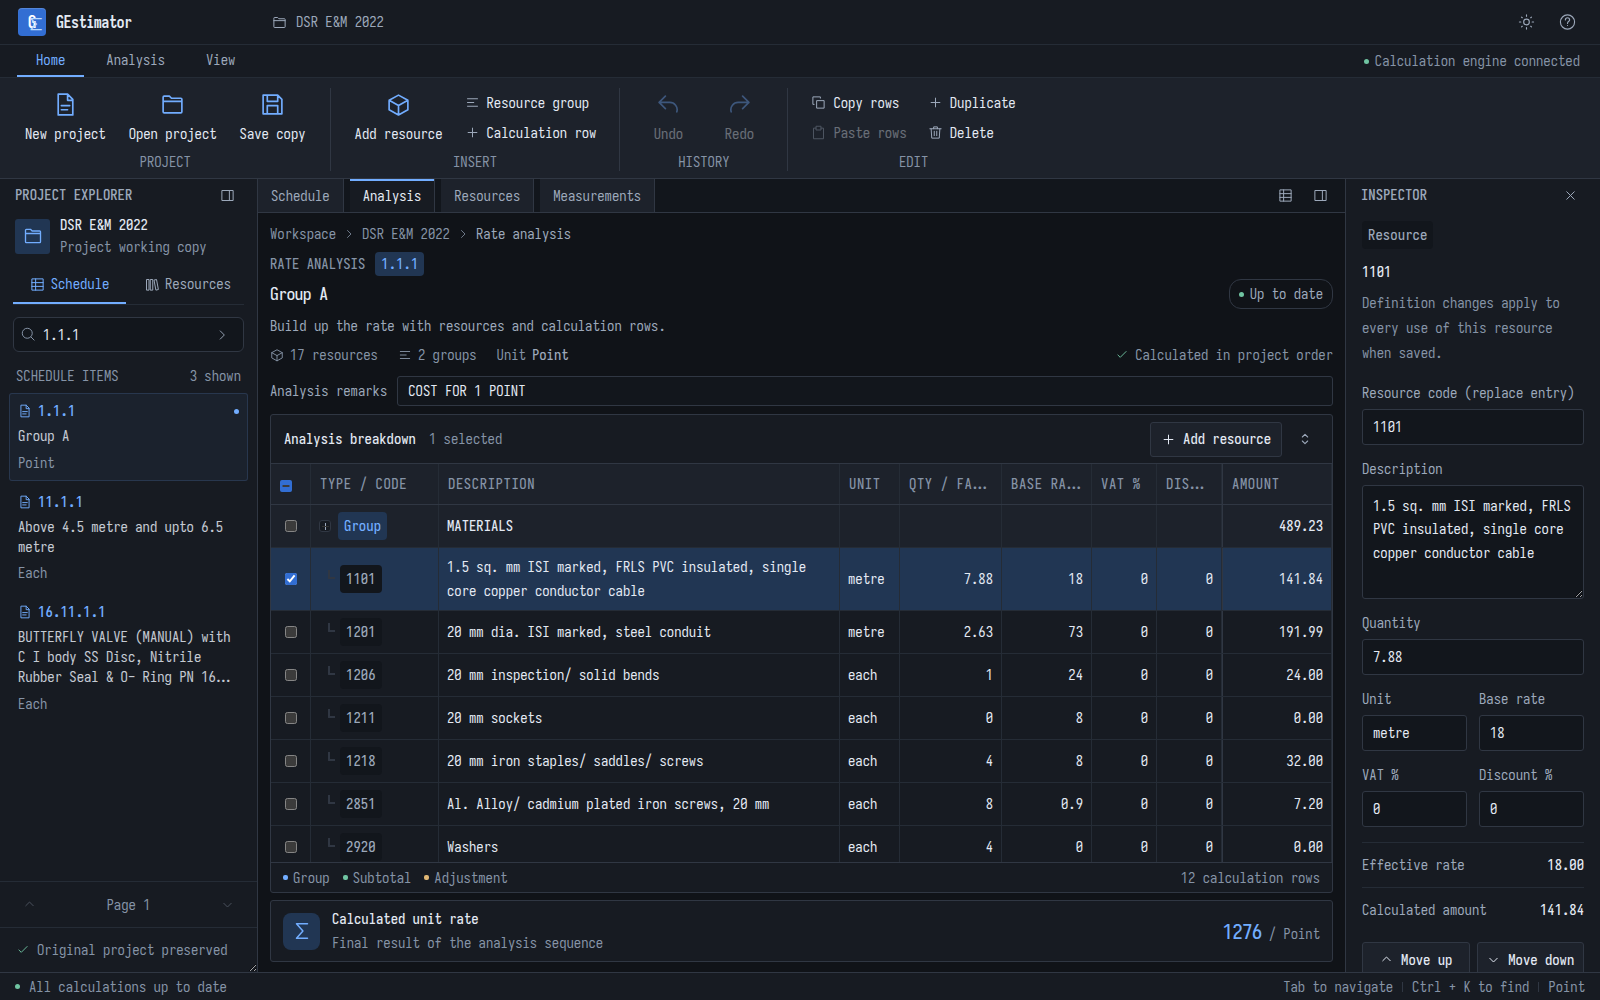 GEstimator
DSR E&M 2022
Home
Analysis
View
Calculation engine connected
New project
Open project
Save copy
PROJECT
Add resource
Resource group
Calculation row
INSERT
Undo
Redo
HISTORY
Copy rows
Duplicate
Paste rows
Delete
EDIT
PROJECT EXPLORER
DSR E&M 2022
Project working copy
Schedule
Resources
1.1.1
SCHEDULE ITEMS
3 shown
1.1.1
Group A
Point
11.1.1
Above 4.5 metre and upto 6.5
metre
Each
16.11.1.1
BUTTERFLY VALVE (MANUAL) with
C I body SS Disc, Nitrile
Rubber Seal & O- Ring PN 16...
Each
Page 1
Original project preserved
Schedule
Analysis
Resources
Measurements
Workspace > DSR E&M 2022 > Rate analysis
RATE ANALYSIS 1.1.1
Group A
Up to date
Build up the rate with resources and calculation rows.
17 resources
2 groups
Unit Point
Calculated in project order
Analysis remarks
COST FOR 1 POINT
Analysis breakdown
1 selected
+ Add resource
TYPE / CODE DESCRIPTION UNIT QTY / FA... BASE RA... VAT % DIS... AMOUNT
Group MATERIALS 489.23
1101 1.5 sq. mm ISI marked, FRLS PVC insulated, single
core copper conductor cable metre 7.88 18 0 0 141.84
1201 20 mm dia. ISI marked, steel conduit metre 2.63 73 0 0 191.99
1206 20 mm inspection/ solid bends each 1 24 0 0 24.00
1211 20 mm sockets each 0 8 0 0 0.00
1218 20 mm iron staples/ saddles/ screws each 4 8 0 0 32.00
2851 Al. Alloy/ cadmium plated iron screws, 20 mm each 8 0.9 0 0 7.20
2920 Washers each 4 0 0 0 0.00
Group
Subtotal
Adjustment
12 calculation rows
Σ
Calculated unit rate
Final result of the analysis sequence
1276 / Point
INSPECTOR
Resource
1101
Definition changes apply to
every use of this resource
when saved.
Resource code (replace entry)
1101
Description
1.5 sq. mm ISI marked, FRLS
PVC insulated, single core
copper conductor cable
Quantity
7.88
Unit
Base rate
metre
18
VAT %
Discount %
0
0
Effective rate 18.00
Calculated amount 141.84
Move up
Move down
All calculations up to date
Tab to navigate
Ctrl + K to find
Point